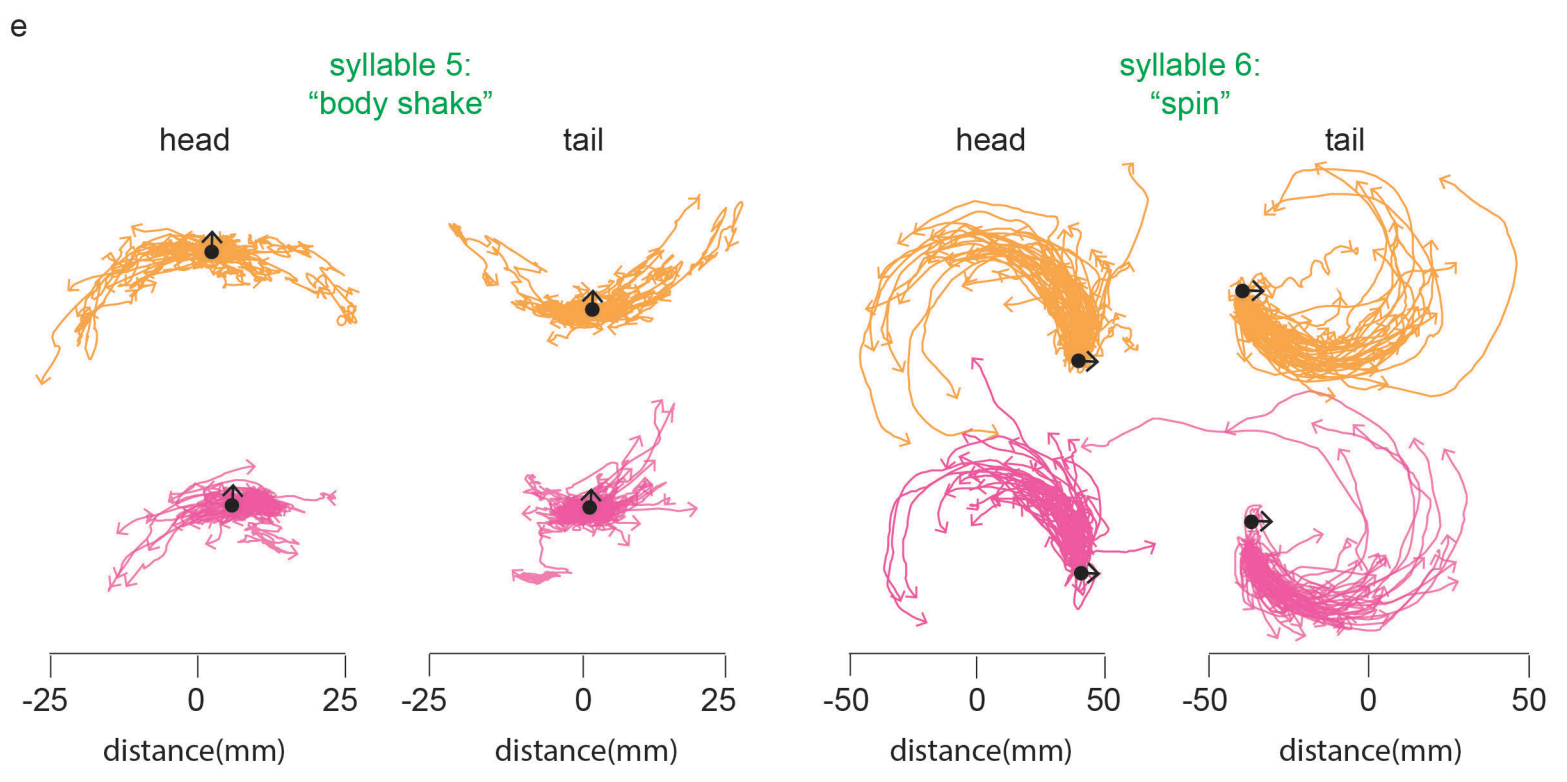 e
syllable 5:
“body shake”
syllable 6:
“spin”
head
tail
head
tail
-25 0 25
-25 0 25
-50 0 50
-50 0 50
distance(mm)
distance(mm)
distance(mm)
distance(mm)